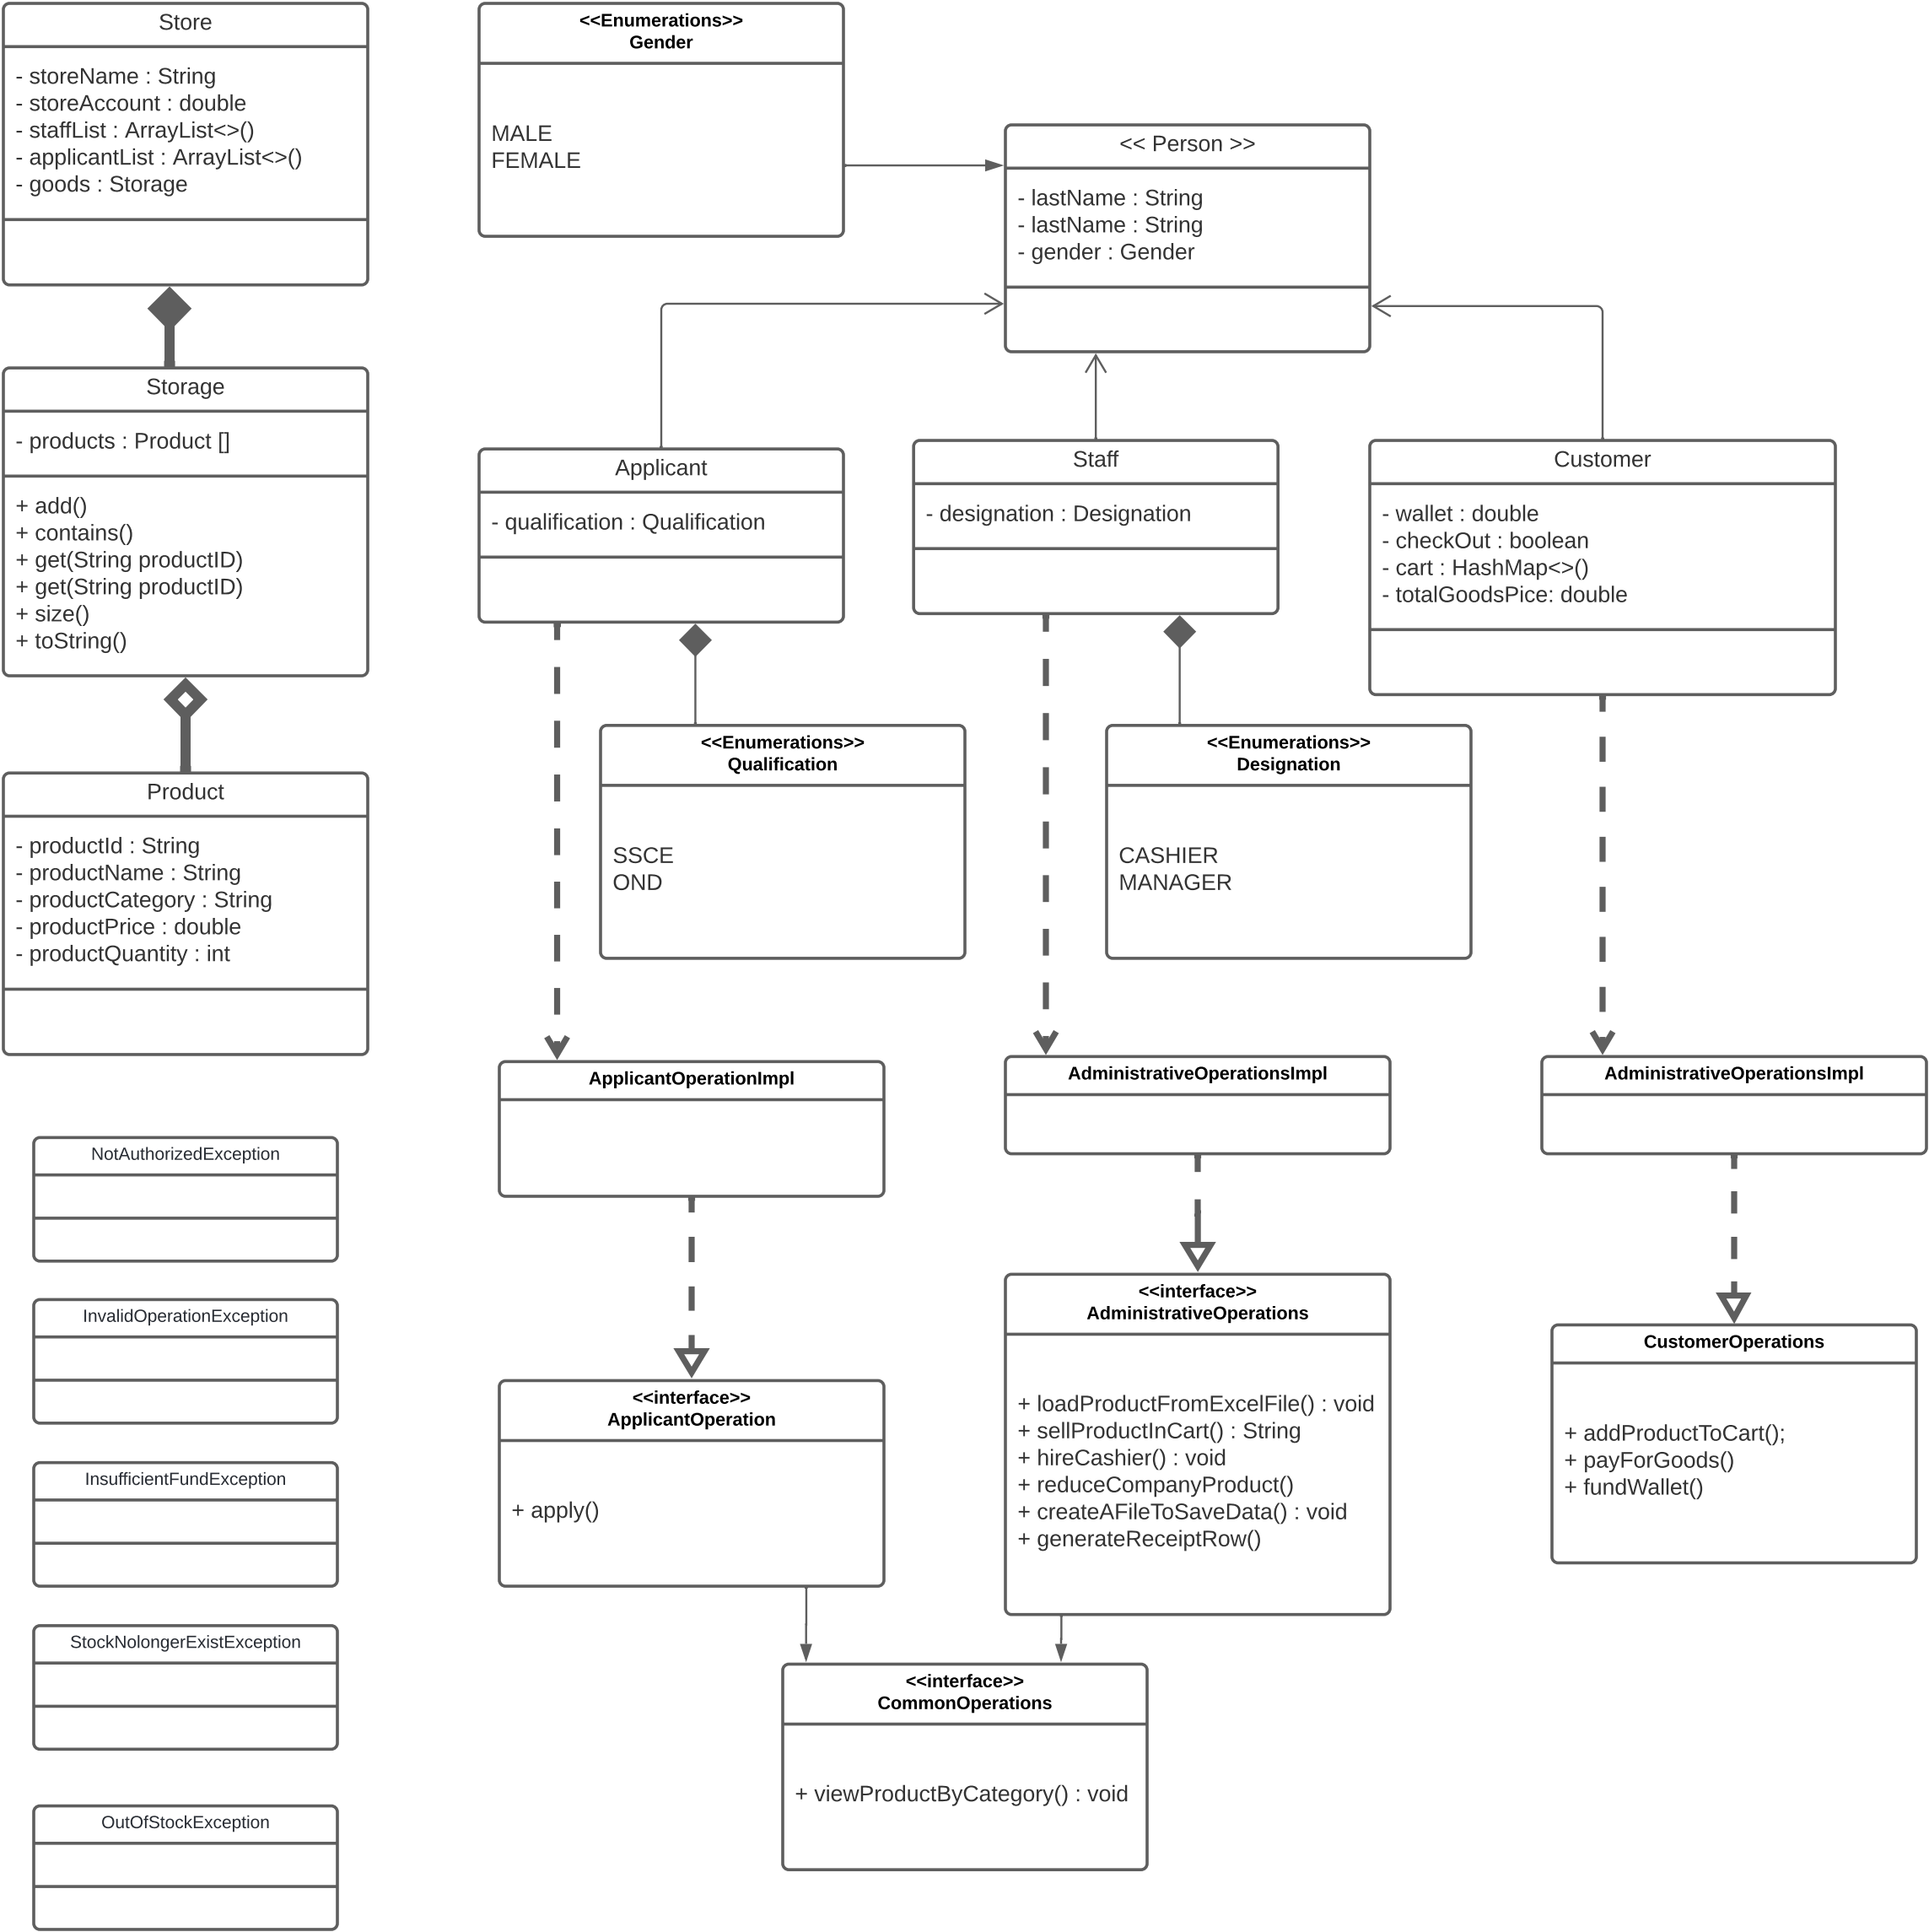 Store
- storeName : String
- storeAccount : double
- staffList : ArrayList<>()
- applicantList : ArrayList<>()
- goods : Storage
Storage
- products : Product []
+ add()
+ contains()
+ get(String productID)
+ get(String productID)
+ size()
+ toString()
Product
- productId : String
- productName : String
- productCategory : String
- productPrice : double
- productQuantity : int
NotAuthorizedException
InvalidOperationException
InsufficientFundException
StockNolongerExistException
OutOfStockException
<<Enumerations>>
Gender
MALE
FEMALE
<< Person >>
- lastName : String
- lastName : String
- gender : Gender
Applicant
- qualification : Qualification
Staff
- designation : Designation
Customer
- wallet : double
- checkOut : boolean
- cart : HashMap<>()
- totalGoodsPice: double
<<Enumerations>>
Qualification
SSCE
OND
<<Enumerations>>
Designation
CASHIER
MANAGER
ApplicantOperationImpl
AdministrativeOperationsImpl
AdministrativeOperationsImpl
<<interface>>
ApplicantOperation
+ apply()
<<interface>>
AdministrativeOperations
+ loadProductFromExcelFile() : void
+ sellProductInCart() : String
+ hireCashier() : void
+ reduceCompanyProduct()
+ createAFileToSaveData() : void
+ generateReceiptRow()
CustomerOperations
+ addProductToCart();
+ payForGoods()
+ fundWallet()
<<interface>>
CommonOperations
+ viewProductByCategory() : void